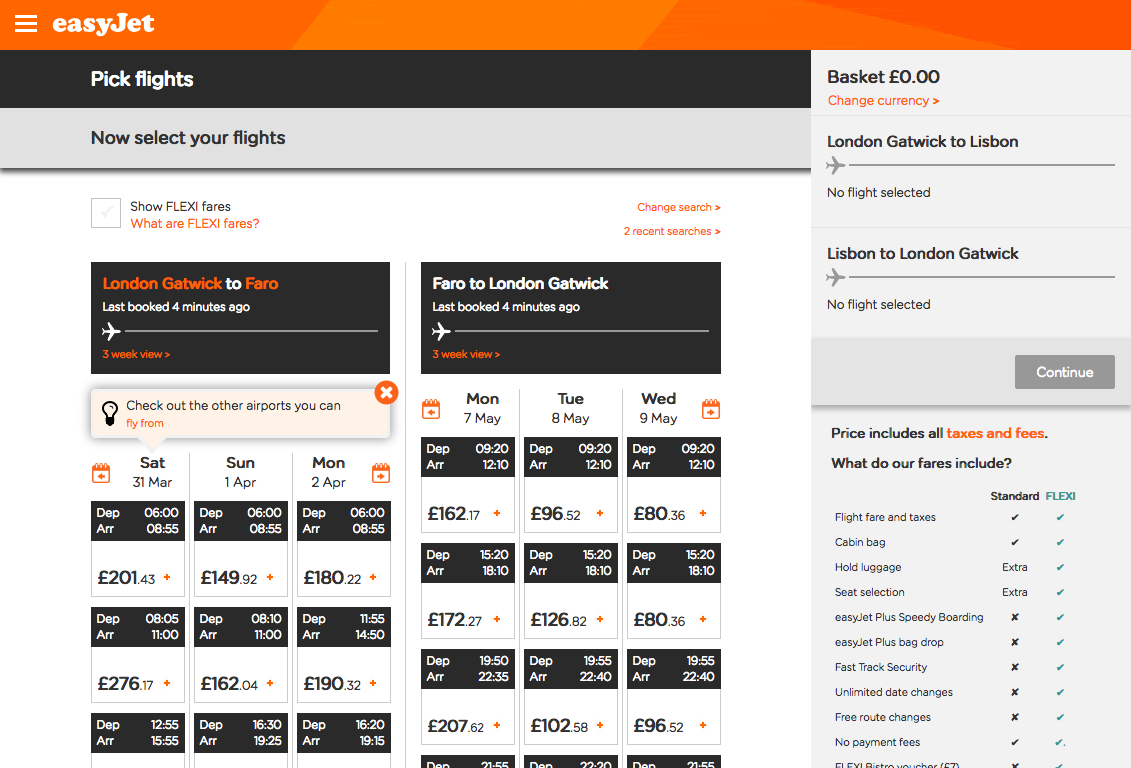 easyJet
Pick flights
Now select your flights
Show FLEXI fares
What are FLEXI fares?
Change search >
2 recent searches >
London Gatwick to Faro
Last booked 4 minutes ago
3 week view >
Check out the other airports you can
fly from
Sat Sun Mon
31 Mar 1 Apr 2 Apr
Dep 06:00 Dep 06:00 Dep 06:00
Arr 08:55 Arr 08:55 Arr 08:55
£201.43 + £149.92 + £180.22 +
Dep 08:05 Dep 08:10 Dep 11:55
Arr 11:00 Arr 11:00 Arr 14:50
£276.17 + £162.04 + £190.32 +
Dep 12:55 Dep 16:30 Dep 16:20
Arr 15:55 Arr 19:25 Arr 19:15
Faro to London Gatwick
Last booked 4 minutes ago
3 week view >
Mon Tue Wed
7 May 8 May 9 May
Dep 09:20 Dep 09:20 Dep 09:20
Arr 12:10 Arr 12:10 Arr 12:10
£162.17 + £96.52 + £80.36 +
Dep 15:20 Dep 15:20 Dep 15:20
Arr 18:10 Arr 18:10 Arr 18:10
£172.27 + £126.82 + £80.36 +
Dep 19:50 Dep 19:55 Dep 19:55
Arr 22:35 Arr 22:40 Arr 22:40
£207.62 + £102.58 + £96.52 +
Dep 21:55 Dep 22:20 Dep 21:55
Basket £0.00
Change currency >
London Gatwick to Lisbon
No flight selected
Lisbon to London Gatwick
No flight selected
Continue
Price includes all taxes and fees.
What do our fares include?
Standard FLEXI
Flight fare and taxes ✔ ✔
Cabin bag ✔ ✔
Hold luggage Extra ✔
Seat selection Extra ✔
easyJet Plus Speedy Boarding ✘ ✔
easyJet Plus bag drop ✘ ✔
Fast Track Security ✘ ✔
Unlimited date changes ✘ ✔
Free route changes ✘ ✔
No payment fees ✔ ✔.
FLEXI Bistro voucher (£7) ✘ ✔